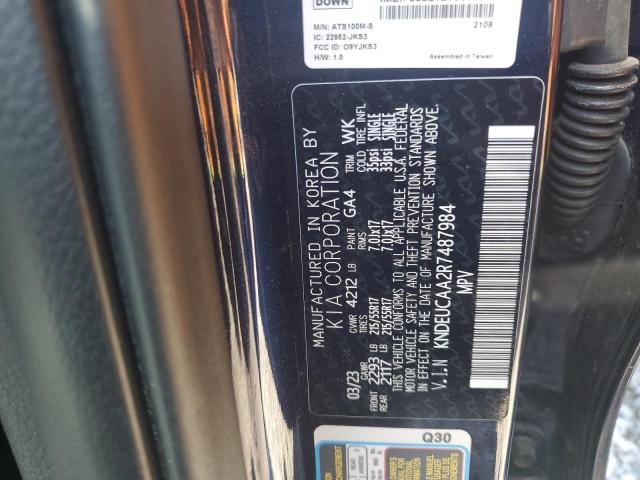 DOWN
M/N: ATS100M-S
2108
IC: 22952-JKS3
FCC ID: O9YJKS3
H/W: 1.0
Assembled in Taiwan
MANUFACTURED IN KOREA BY
KIA CORPORATION
03/23 GVWR 4212 LB PAINT GA4 TRIM WK
GAWR TIRES RIMS COLD TIRE INFL
FRONT 2293 LB 215/55R17 7.0Jx17 35psi SINGLE
REAR 2117 LB 215/55R17 7.0Jx17 33psi SINGLE
THIS VEHICLE CONFORMS TO ALL APPLICABLE U.S.A. FEDERAL
MOTOR VEHICLE SAFETY AND THEFT PREVENTION STANDARDS
IN EFFECT ON THE DATE OF MANUFACTURE SHOWN ABOVE.
V.I.N KNDEUCAA2R7487984
MPV
Q30